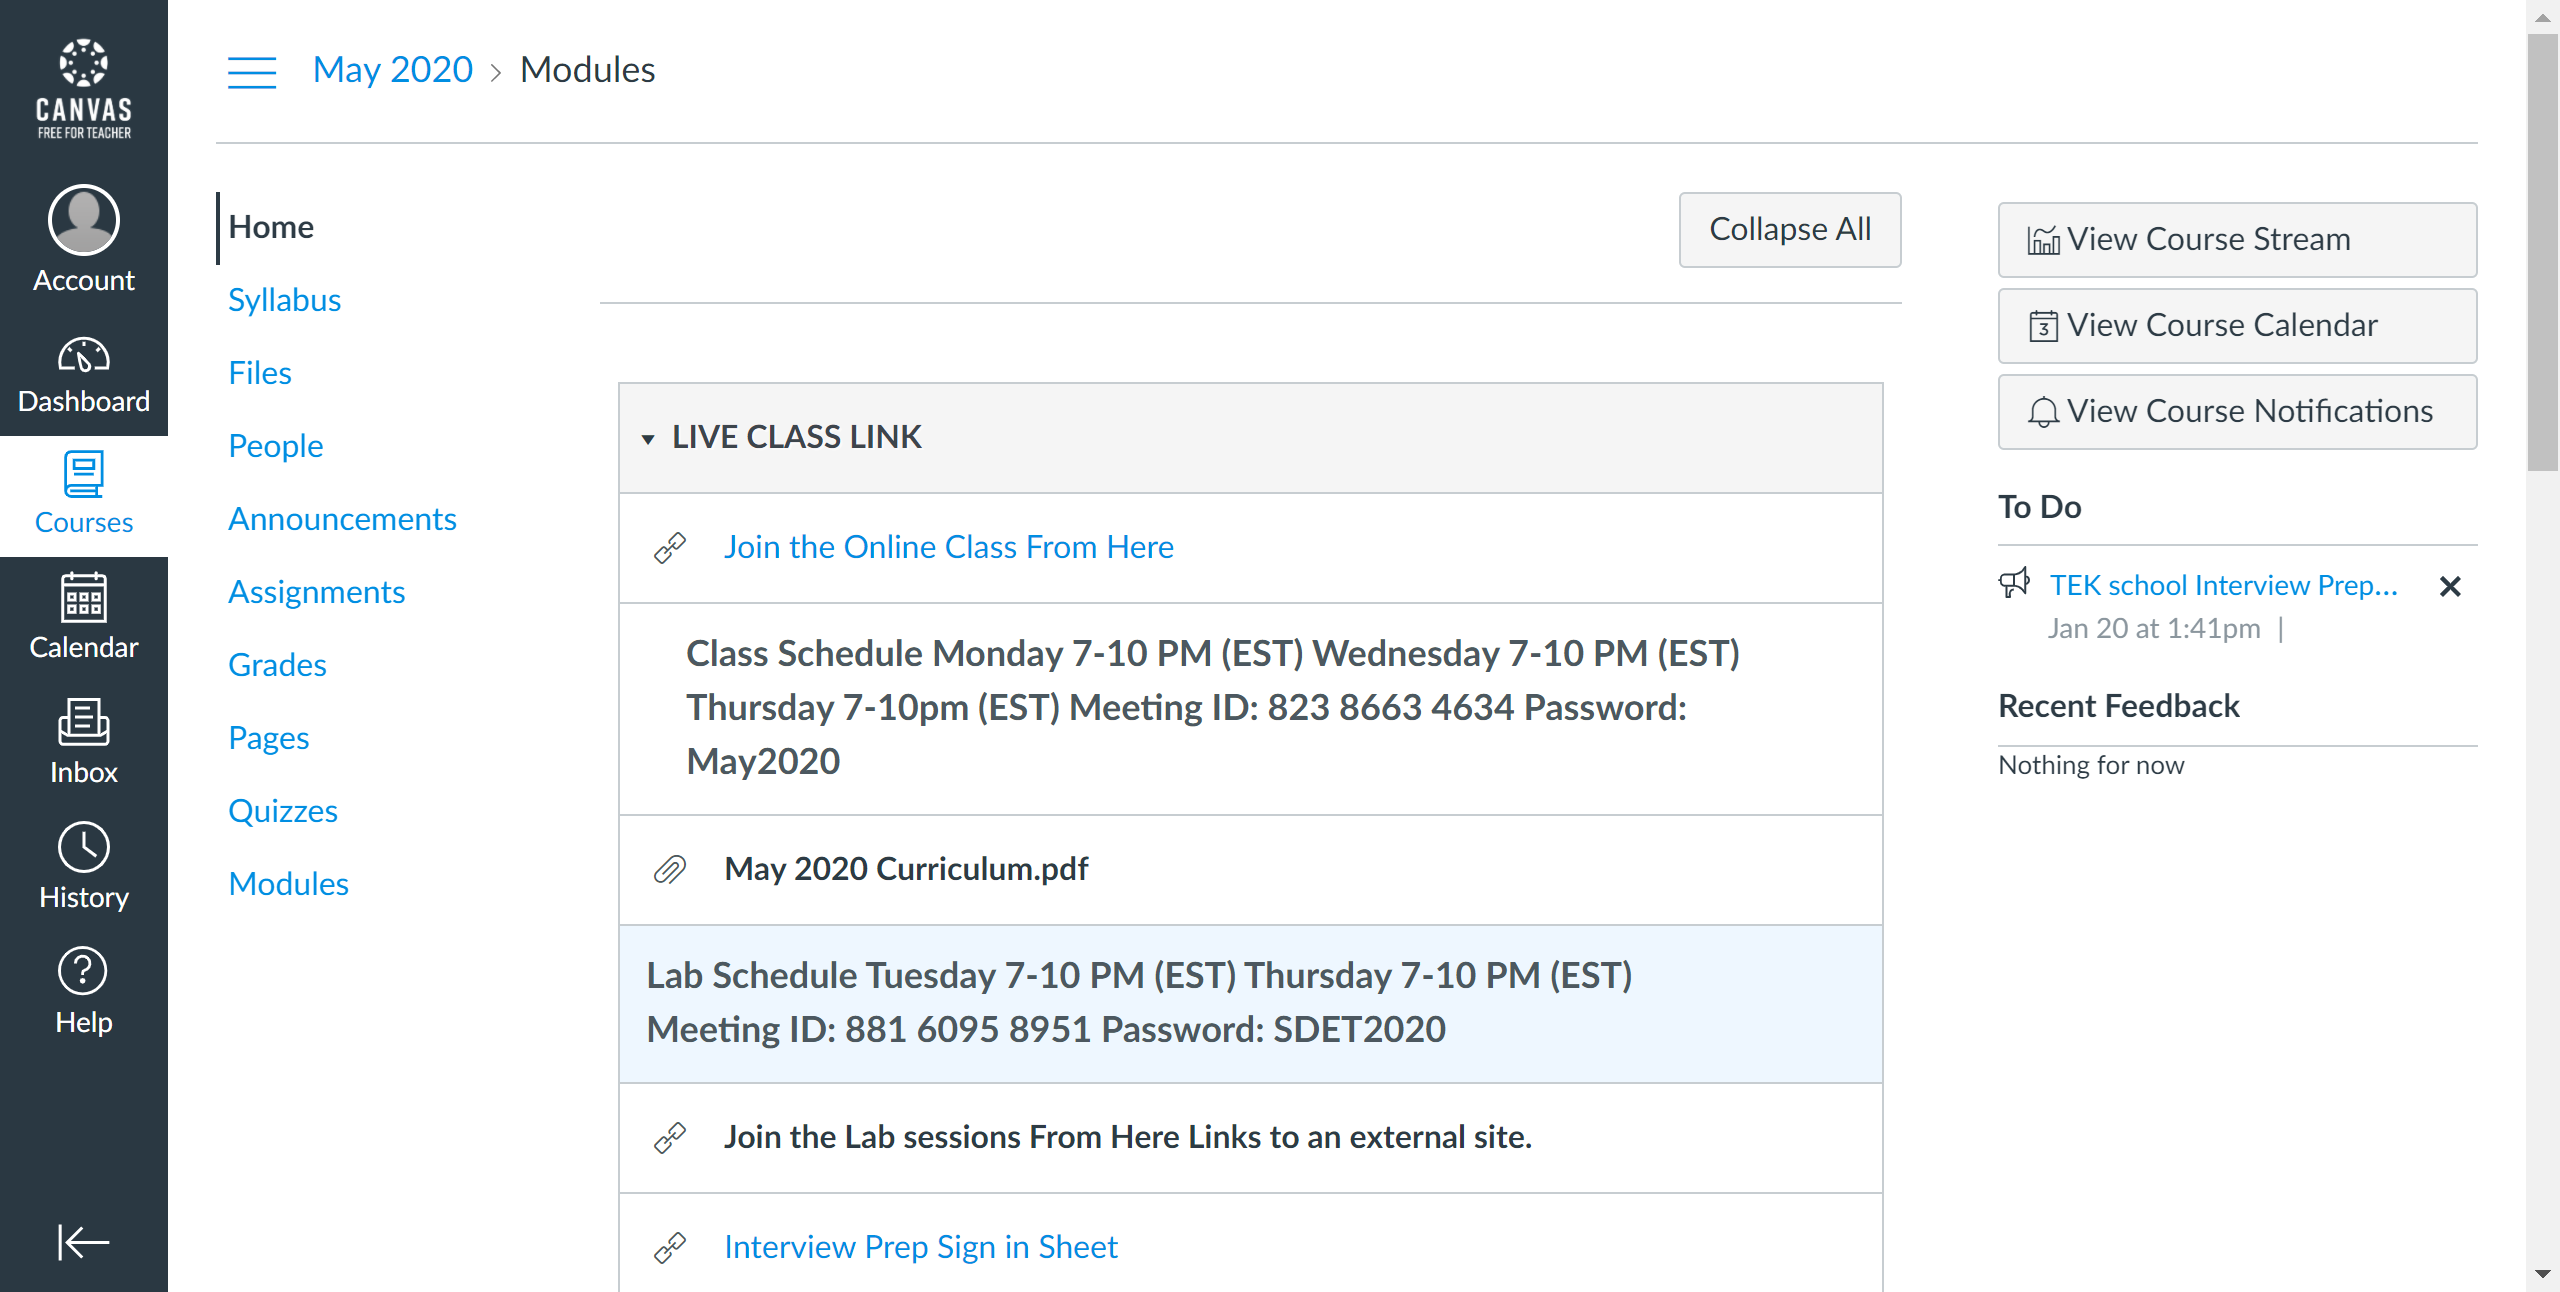 CANVAS
FREE FOR TEACHER
Account
Dashboard
Courses
Calendar
Inbox
History
Help
May 2020 > Modules
Home
Syllabus
Files
People
Announcements
Assignments
Grades
Pages
Quizzes
Modules
Collapse All
LIVE CLASS LINK
Join the Online Class From Here
Class Schedule Monday 7-10 PM (EST) Wednesday 7-10 PM (EST)
Thursday 7-10pm (EST) Meeting ID: 823 8663 4634 Password:
May2020
May 2020 Curriculum.pdf
Lab Schedule Tuesday 7-10 PM (EST) Thursday 7-10 PM (EST)
Meeting ID: 881 6095 8951 Password: SDET2020
Join the Lab sessions From Here Links to an external site.
Interview Prep Sign in Sheet
View Course Stream
3 View Course Calendar
View Course Notifications
To Do
TEK school Interview Prep...
Jan 20 at 1:41pm |
Recent Feedback
Nothing for now